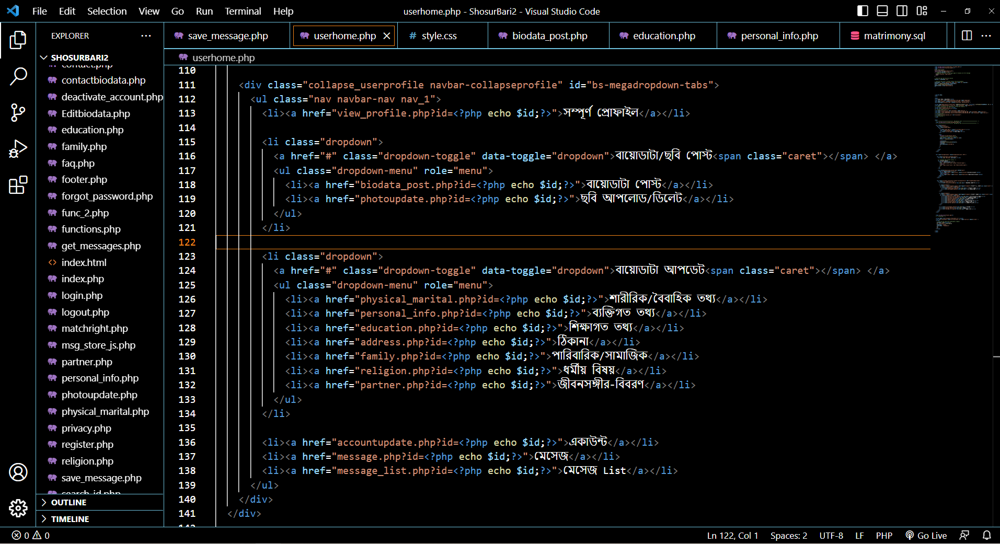 File Edit Selection View Go Run Terminal Help
userhome.php - ShosurBari2 - Visual Studio Code
EXPLORER
save_message.php
userhome.php
# style.css
biodata_post.php
education.php
personal_info.php
matrimony.sql
SHOSURBARI2
contact.php
contactbiodata.php
deactivate_account.php
Editbiodata.php
education.php
family.php
faq.php
footer.php
forgot_password.php
func_2.php
functions.php
get_messages.php
index.html
index.php
login.php
logout.php
matchright.php
msg_store_js.php
partner.php
personal_info.php
photoupdate.php
physical_marital.php
privacy.php
register.php
religion.php
save_message.php
search_id.php
OUTLINE
TIMELINE
userhome.php
110
111 <div class="collapse_userprofile navbar-collapseprofile" id="bs-megadropdown-tabs">
112 <ul class="nav navbar-nav nav_1">
113 <li><a href="view_profile.php?id=<?php echo $id;?>">সম্পূর্ণ প্রোফাইল</a></li>
114
115 <li class="dropdown">
116 <a href="#" class="dropdown-toggle" data-toggle="dropdown">বায়োডাটা/ছবি পোস্ট<span class="caret"></span> </a>
117 <ul class="dropdown-menu" role="menu">
118 <li><a href="biodata_post.php?id=<?php echo $id;?>">বায়োডাটা পোস্ট</a></li>
119 <li><a href="photoupdate.php?id=<?php echo $id;?>">ছবি আপলোড/ডিলেট</a></li>
120 </ul>
121 </li>
122
123 <li class="dropdown">
124 <a href="#" class="dropdown-toggle" data-toggle="dropdown">বায়োডাটা আপডেট<span class="caret"></span> </a>
125 <ul class="dropdown-menu" role="menu">
126 <li><a href="physical_marital.php?id=<?php echo $id;?>">শারীরিক/বৈবাহিক তথ্য</a></li>
127 <li><a href="personal_info.php?id=<?php echo $id;?>">ব্যক্তিগত তথ্য</a></li>
128 <li><a href="education.php?id=<?php echo $id;?>">শিক্ষাগত তথ্য</a></li>
129 <li><a href="address.php?id=<?php echo $id;?>">ঠিকানা</a></li>
130 <li><a href="family.php?id=<?php echo $id;?>">পারিবারিক/সামাজিক</a></li>
131 <li><a href="religion.php?id=<?php echo $id;?>">ধর্মীয় বিষয়</a></li>
132 <li><a href="partner.php?id=<?php echo $id;?>">জীবনসঙ্গীর-বিবরণ</a></li>
133 </ul>
134 </li>
135
136 <li><a href="accountupdate.php?id=<?php echo $id;?>">একাউন্ট</a></li>
137 <li><a href="message.php?id=<?php echo $id;?>">মেসেজ</a></li>
138 <li><a href="message_list.php?id=<?php echo $id;?>">মেসেজ List</a></li>
139 </ul>
140 </div>
141 </div>
142
0 0
Ln 122, Col 1 Spaces: 2 UTF-8 LF PHP Go Live